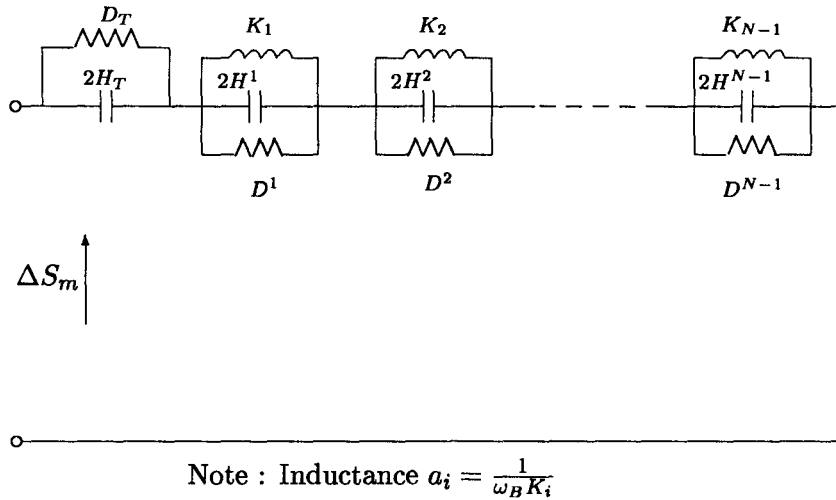 D_T
K_1 K_2 K_{N-1}
2H_T 2H^1 2H^2 2H^{N-1}
D^1 D^2 D^{N-1}
ΔS_m
Note : Inductance a_i = \frac{1}{ω_B K_i}